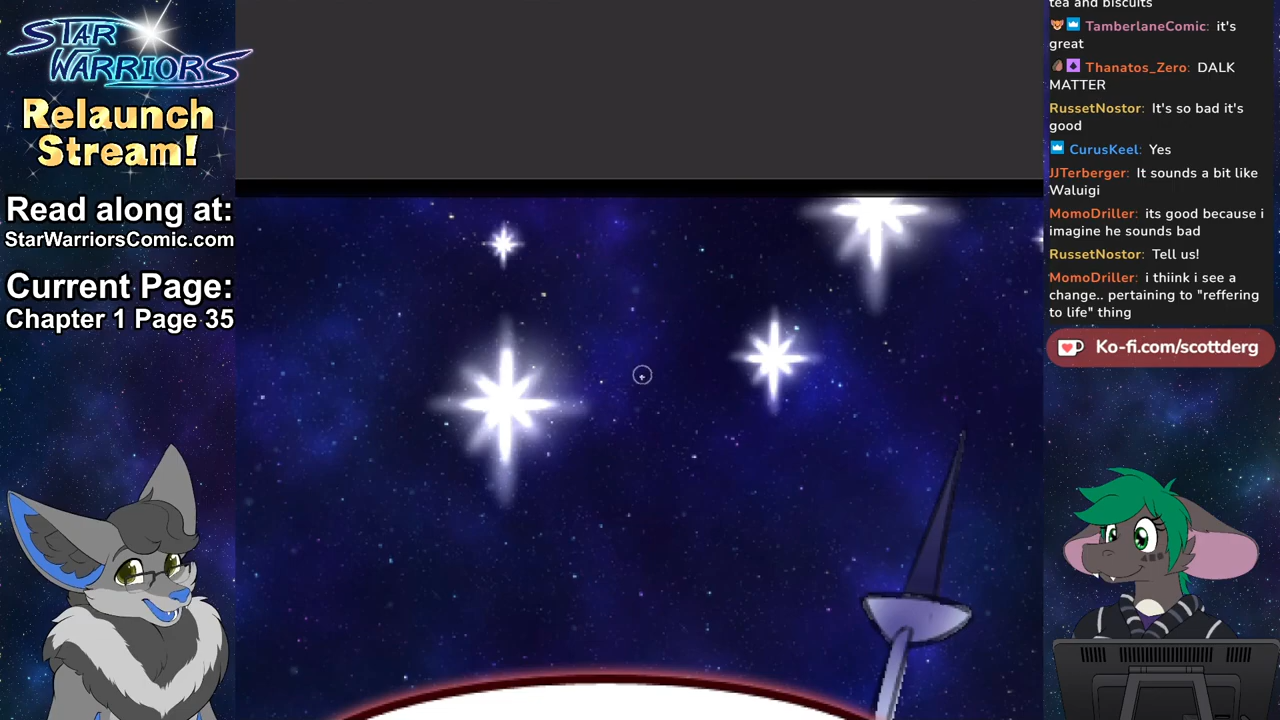 STAR
WARRIORS
Relaunch
Stream!
Read along at:
StarWarriorsComic.com
Current Page:
Chapter 1 Page 35
tea and biscuits
TamberlaneComic: it's
great
Thanatos_Zero: DALK
MATTER
RussetNostor: It's so bad it's
good
CurusKeel: Yes
JJTerberger: It sounds a bit like
Waluigi
MomoDriller: its good because i
imagine he sounds bad
RussetNostor: Tell us!
MomoDriller: i think i see a
change.. pertaining to "reffering
to life" thing
Ko-fi.com/scottderg